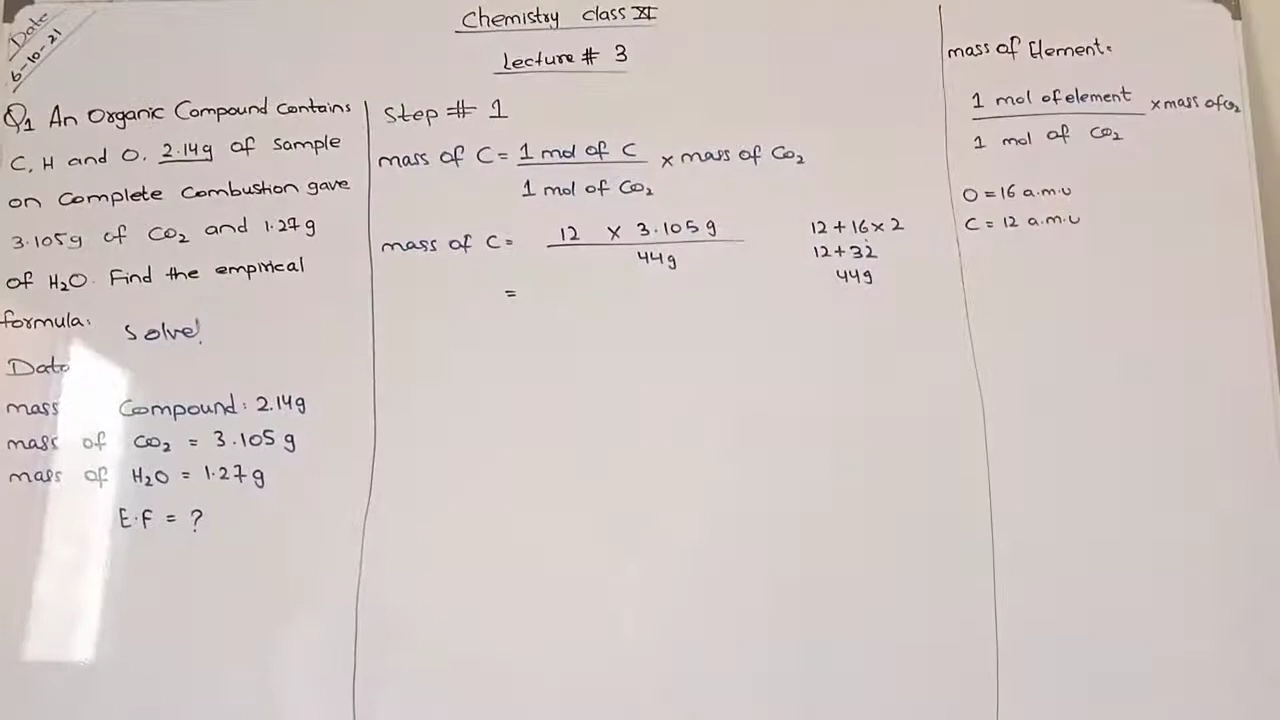 Date
6-10-21
Chemistry class XI
Lecture # 3
Q1 An Organic Compound contains
C, H and O. 2.14g of sample
on complete combustion gave
3.105g of CO2 and 1.27g
of H2O. Find the empirical
formula.
Solve!
Data
mass Compound: 2.14g
mass of CO2 = 3.105 g
mass of H2O = 1.27g
E.F = ?
Step # 1
mass of C = 1 mol of C × mass of CO2
1 mol of CO2
mass of C = 12 × 3.105 g
44g
=
12 + 16 × 2
12 + 32
44g
mass of Element.
1 mol of element × mass of CO2
1 mol of CO2
O = 16 a.m.u
C = 12 a.m.u